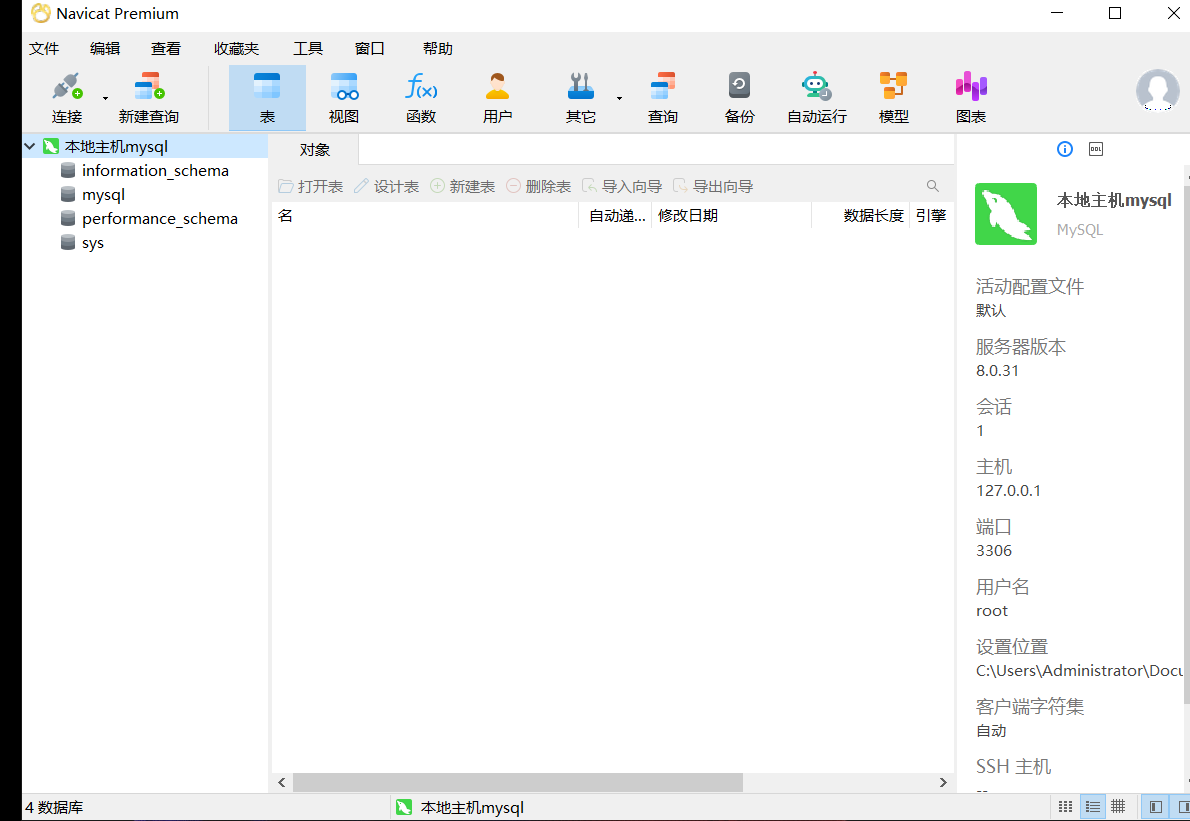 Navicat Premium
文件 编辑 查看 收藏夹 工具 窗口 帮助
连接 新建查询 表 视图 函数 用户 其它 查询 备份 自动运行 模型 图表
本地主机mysql
information_schema
mysql
performance_schema
sys
对象
打开表 设计表 新建表 删除表 导入向导 导出向导
名 自动递... 修改日期 数据长度 引擎
DDL
本地主机mysql
MySQL
活动配置文件
默认
服务器版本
8.0.31
会话
1
主机
127.0.0.1
端口
3306
用户名
root
设置位置
C:\Users\Administrator\Docu
客户端字符集
自动
SSH 主机
--
4 数据库 本地主机mysql